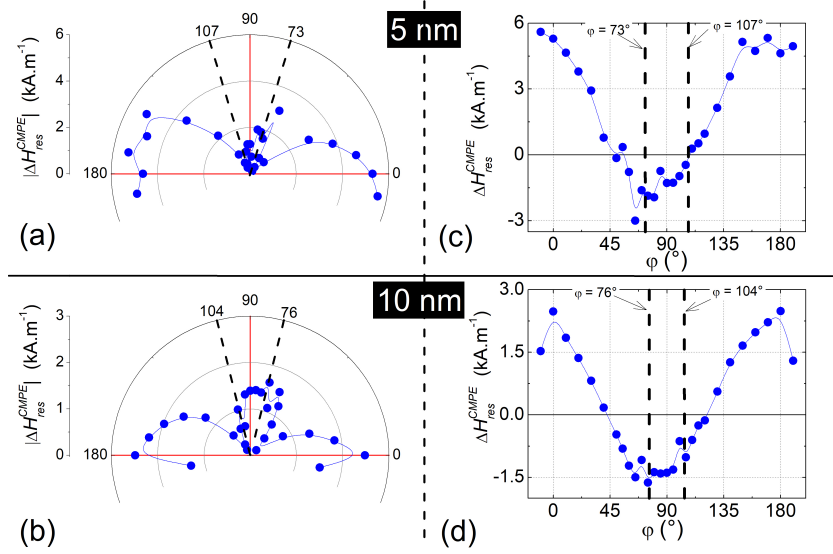 5 nm
(a)
|ΔH_res^CMPE| (kA.m⁻¹)
6
4
2
0
180
107
90
73
0
(c)
ΔH_res^CMPE (kA.m⁻¹)
6
3
0
-3
φ = 73°
φ = 107°
0 45 90 135 180
φ (°)
10 nm
(b)
|ΔH_res^CMPE| (kA.m⁻¹)
3
2
1
0
180
104
90
76
0
(d)
ΔH_res^CMPE (kA.m⁻¹)
3.0
1.5
0.0
-1.5
φ = 76°
φ = 104°
0 45 90 135 180
φ (°)